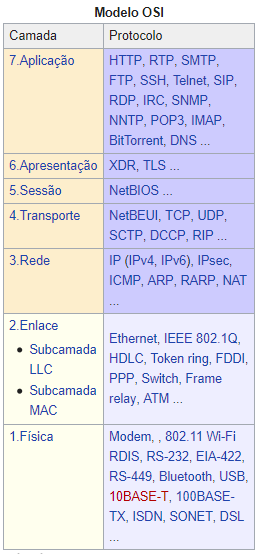 Modelo OSI
Camada Protocolo
7.Aplicação HTTP, RTP, SMTP,
FTP, SSH, Telnet, SIP,
RDP, IRC, SNMP,
NNTP, POP3, IMAP,
BitTorrent, DNS ...
6.Apresentação XDR, TLS ...
5.Sessão NetBIOS ...
4.Transporte NetBEUI, TCP, UDP,
SCTP, DCCP, RIP ...
3.Rede IP (IPv4, IPv6), IPsec,
ICMP, ARP, RARP, NAT
...
2.Enlace
• Subcamada
LLC
• Subcamada
MAC
Ethernet, IEEE 802.1Q,
HDLC, Token ring, FDDI,
PPP, Switch, Frame
relay, ATM ...
1.Física Modem, , 802.11 Wi-Fi
RDIS, RS-232, EIA-422,
RS-449, Bluetooth, USB,
10BASE-T, 100BASE-
TX, ISDN, SONET, DSL
...